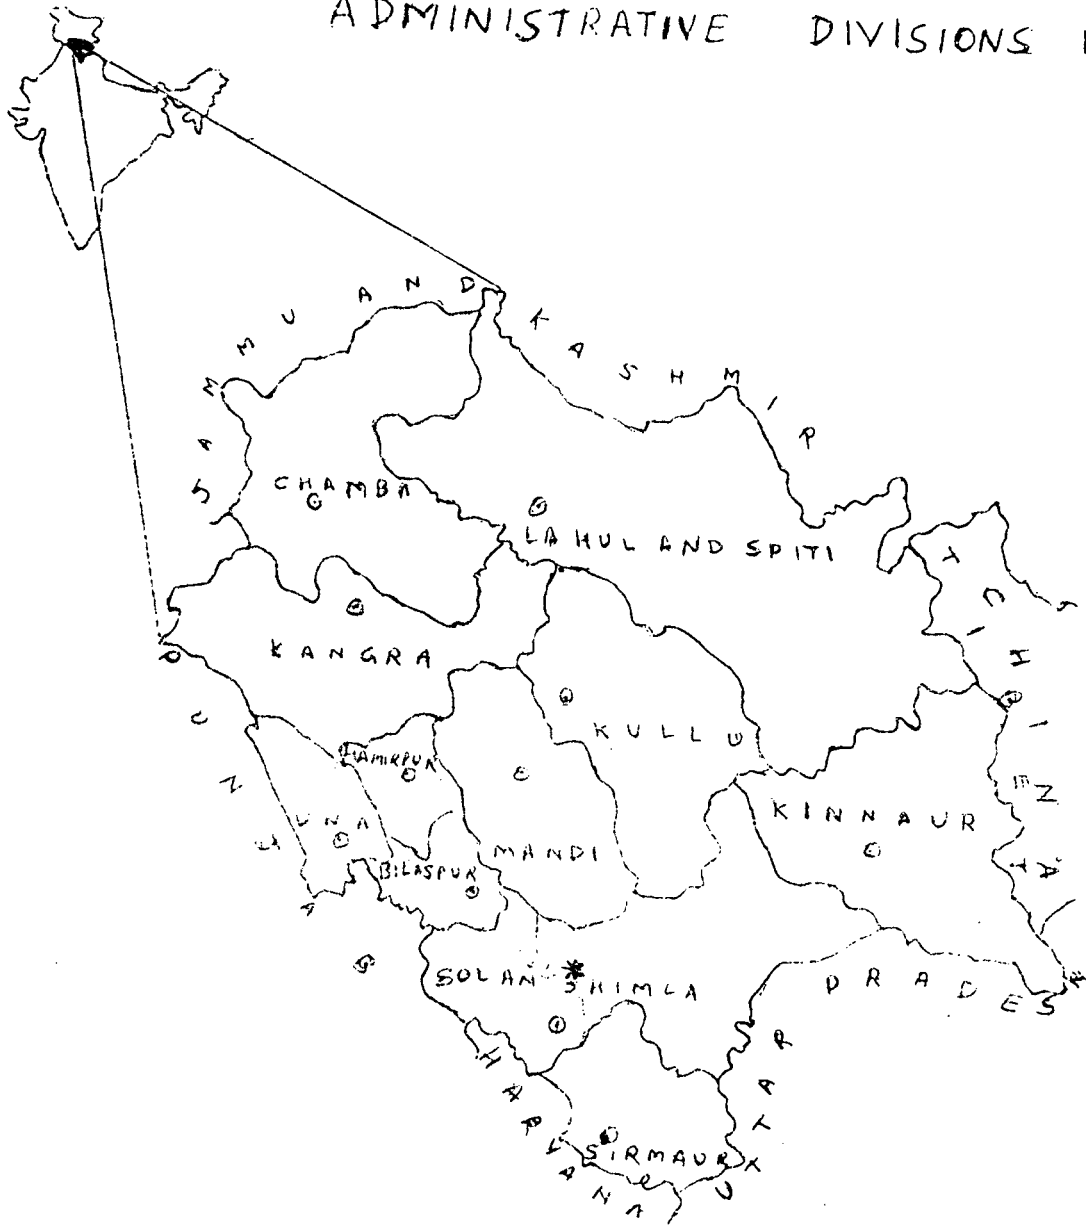 ADMINISTRATIVE DIVISIONS
JAMMU AND KASHMIR
CHAMBA
LAHUL AND SPITI
KANGRA
KULLU
HAMIRPUR
KINNAUR
UNA
MANDI
BILASPUR
SOLAN
SHIMLA
SIRMAUR
HARYANA
UTTAR PRADESH